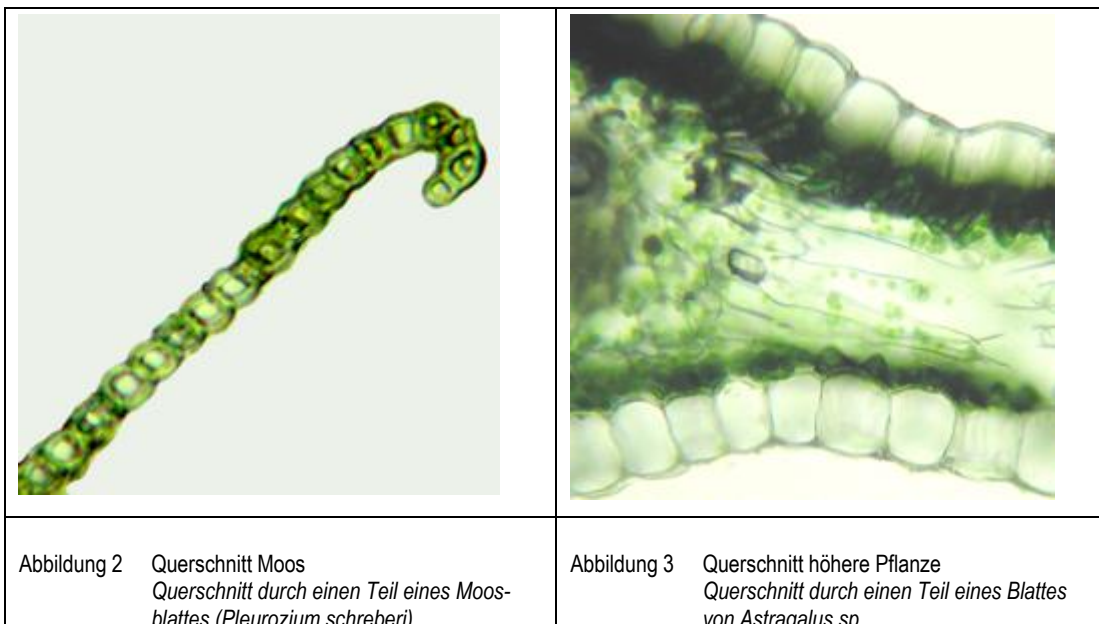 Abbildung 2 Querschnitt Moos
Querschnitt durch einen Teil eines Moos-
blattes (Pleurozium schreberi)
Abbildung 3 Querschnitt höhere Pflanze
Querschnitt durch einen Teil eines Blattes
von Astragalus sp.